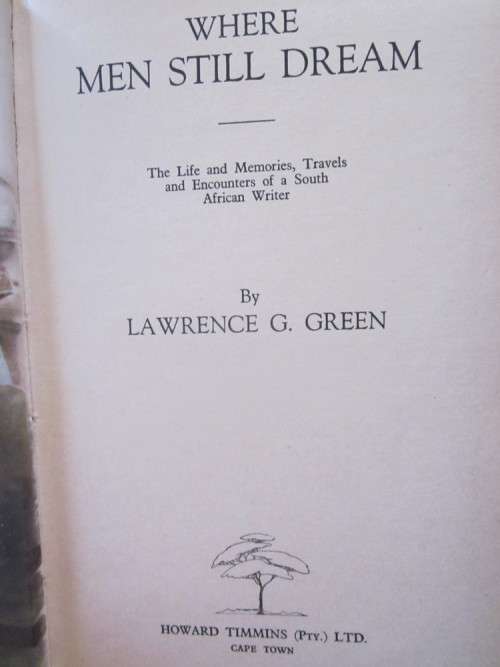 WHERE
MEN STILL DREAM
The Life and Memories, Travels
and Encounters of a South
African Writer
By
LAWRENCE G. GREEN
HOWARD TIMMINS (Pty.) LTD.
CAPE TOWN